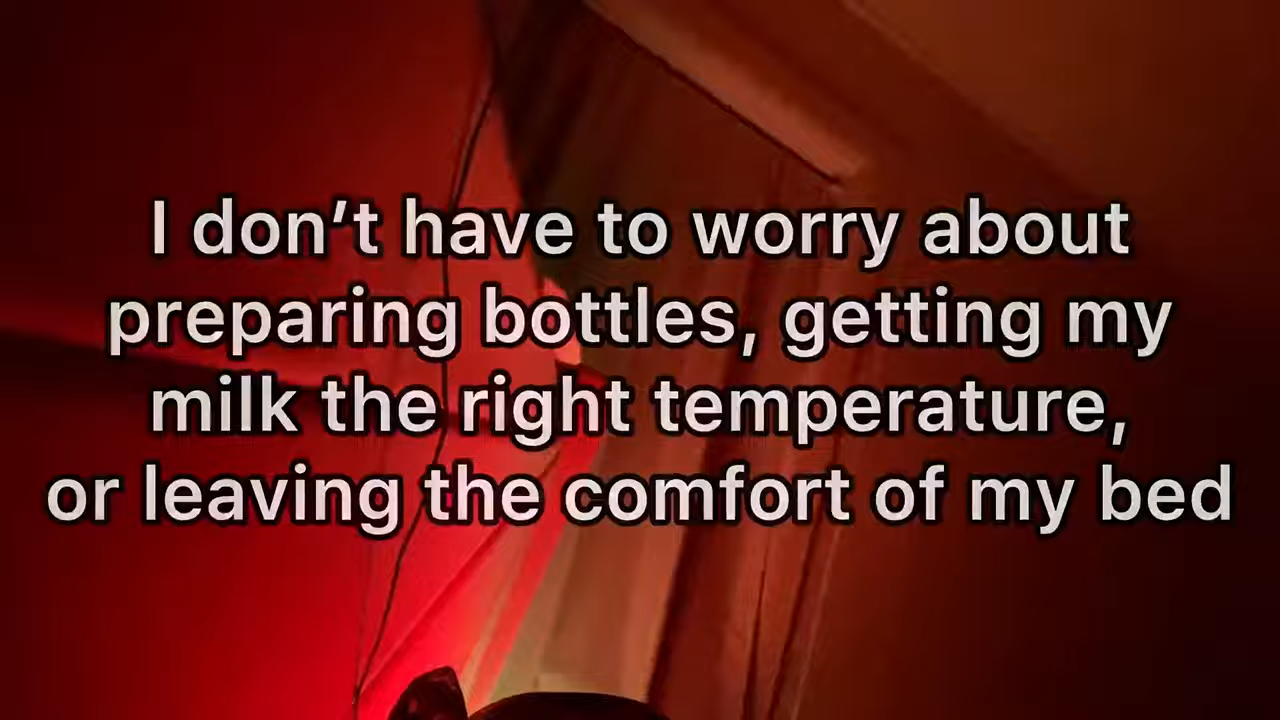 I don’t have to worry about
preparing bottles, getting my
milk the right temperature,
or leaving the comfort of my bed